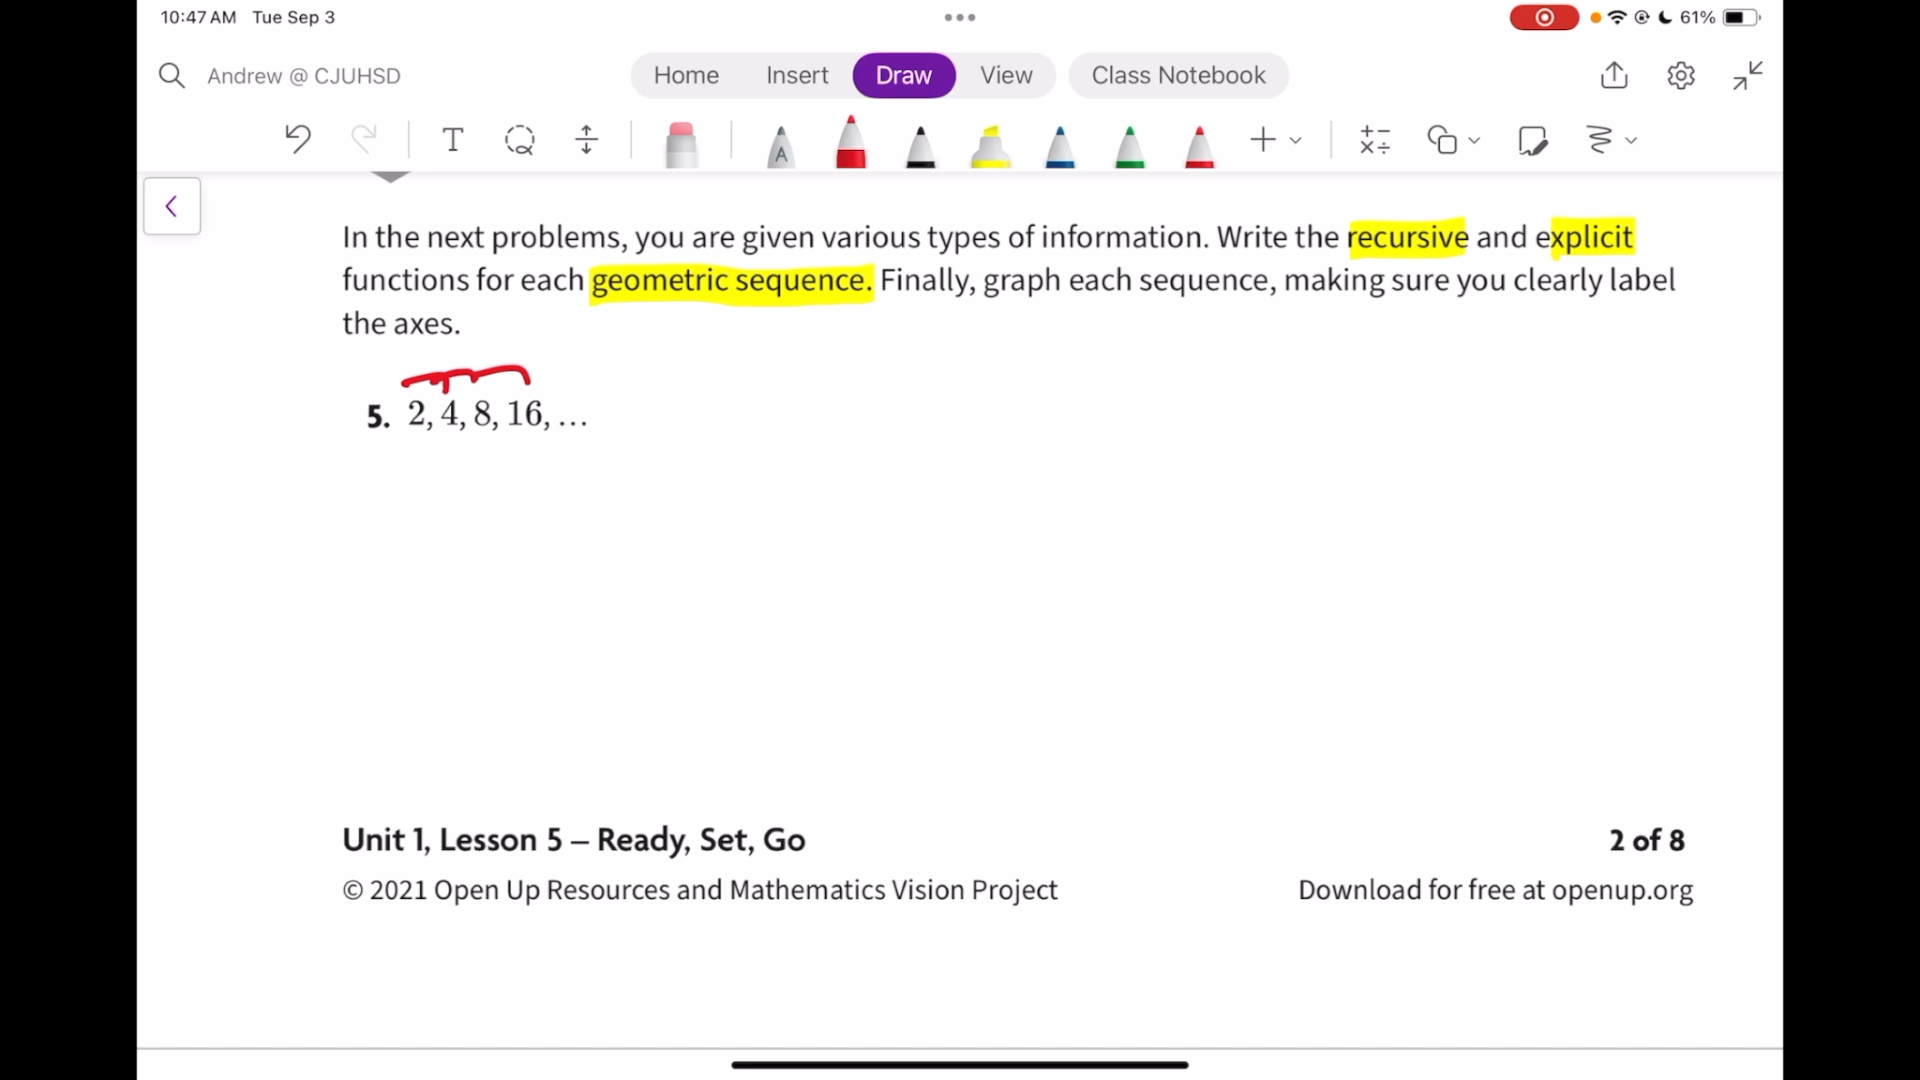 10:47 AM Tue Sep 3
61%
Andrew @ CJUHSD
Home Insert Draw View Class Notebook
T A
In the next problems, you are given various types of information. Write the recursive and explicit
functions for each geometric sequence. Finally, graph each sequence, making sure you clearly label
the axes.
5. 2, 4, 8, 16, …
Unit 1, Lesson 5 – Ready, Set, Go
2 of 8
© 2021 Open Up Resources and Mathematics Vision Project
Download for free at openup.org